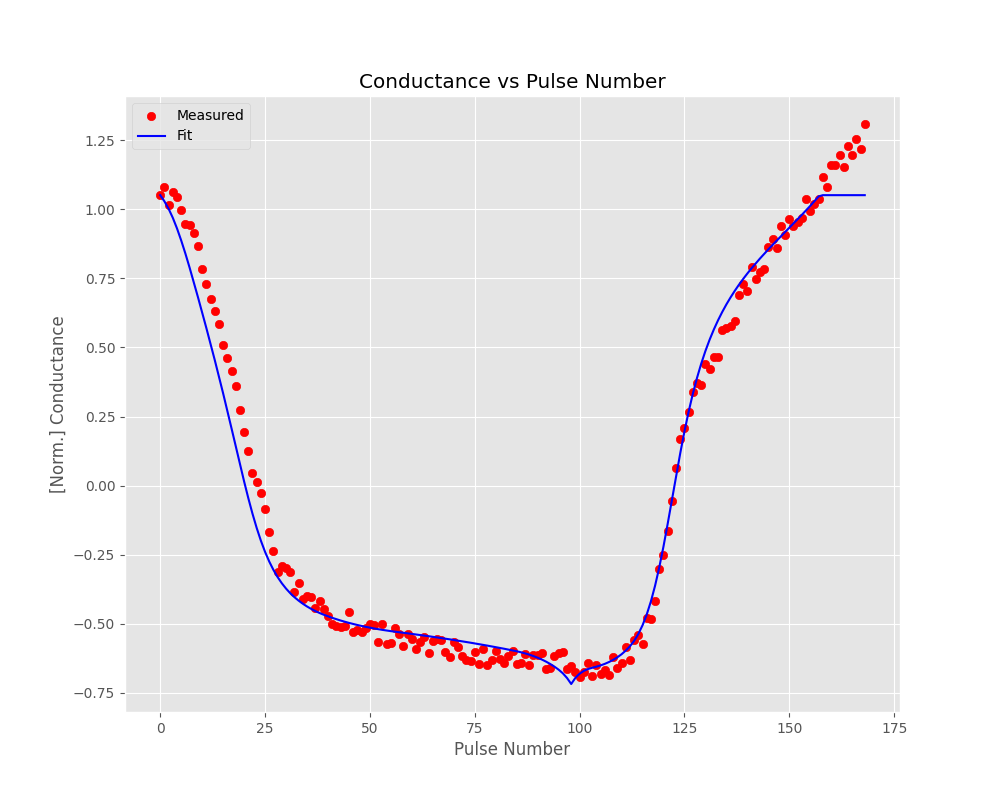 Conductance vs Pulse Number
Measured
Fit
1.25
1.00
0.75
0.50
0.25
0.00
−0.25
−0.50
−0.75
[Norm.] Conductance
0 25 50 75 100 125 150 175
Pulse Number